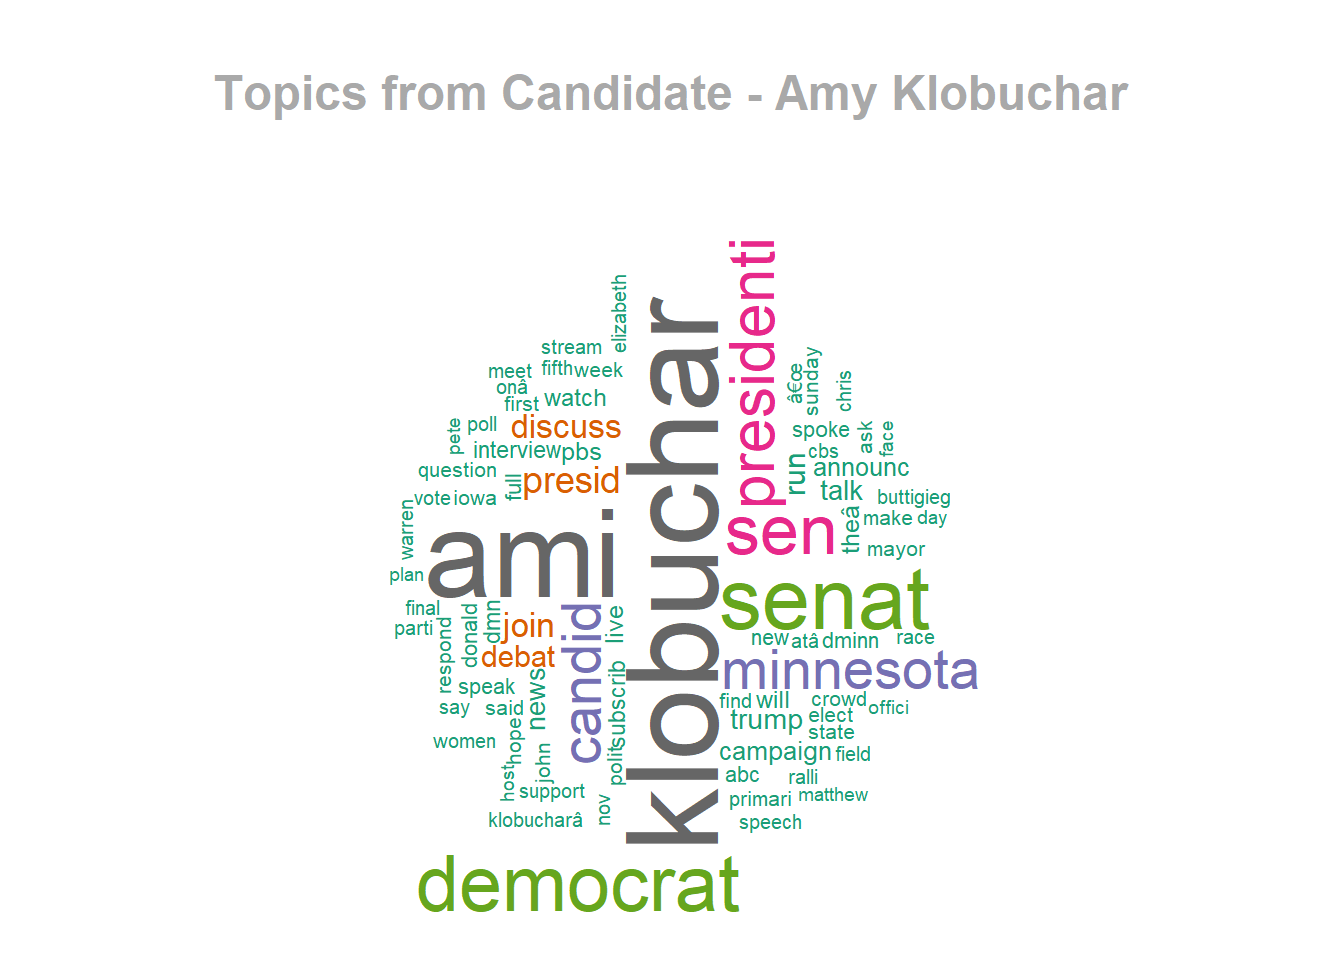 Topics from Candidate - Amy Klobuchar
presidenti
elizabeth
stream
meet
fifth
week
onâ
first
watch
â€œ
sunday
chris
pete
poll
discuss
spoke
ask
face
interview
pbs
cbs
question
full
presid
run
announc
vote
iowa
talk
buttigieg
warren
ami
klobuchar
sen
theâ
make
day
mayor
plan
senat
final
parti
donald
dmn
join
candid
live
new
atâ
dminn
race
respond
debat
minnesota
speak
say
said
news
subscrib
find
will
crowd
offici
trump
elect
state
women
hope
john
polit
campaign
field
host
support
abc
ralli
primari
matthew
klobucharâ
nov
speech
democrat